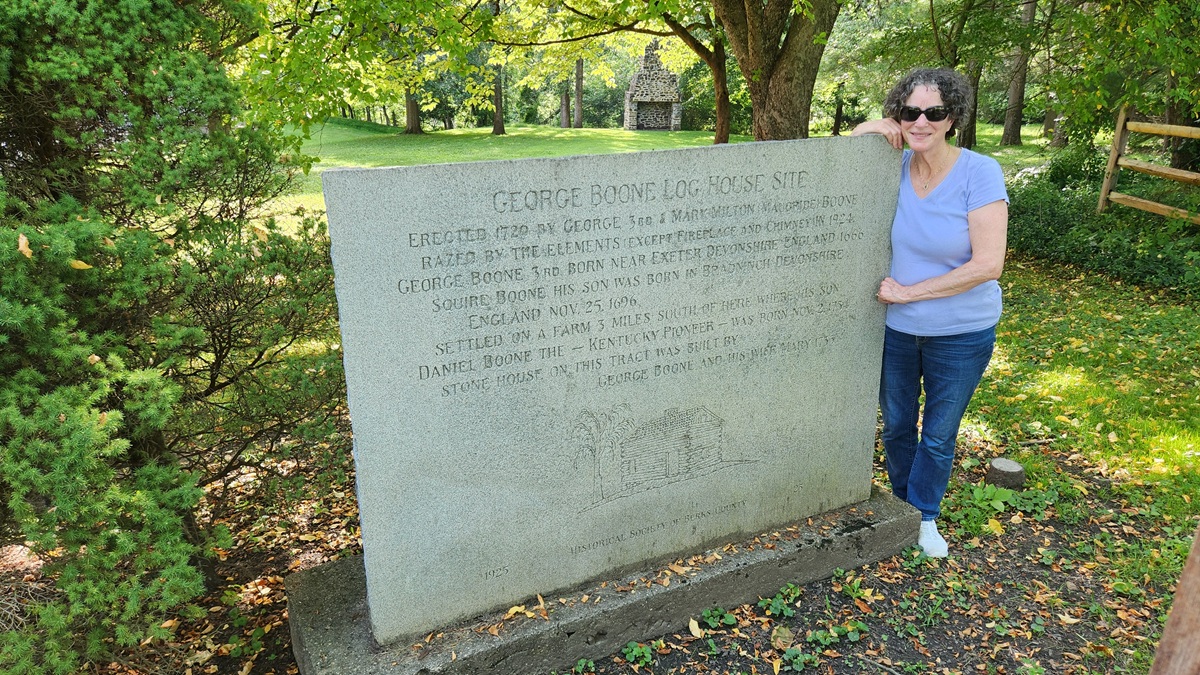 GEORGE BOONE LOG HOUSE SITE
ERECTED 1720 BY GEORGE 3RD & MARY MILTON (MAUGRIDGE) BOONE
RAZED BY THE ELEMENTS (EXCEPT FIREPLACE AND CHIMNEY) IN 1924.
GEORGE BOONE 3RD BORN NEAR EXETER DEVONSHIRE ENGLAND 1666
SQUIRE BOONE HIS SON WAS BORN IN BRADNINCH DEVONSHIRE
ENGLAND NOV. 25, 1696.
SETTLED ON A FARM 3 MILES SOUTH OF HERE WHERE HIS SON
DANIEL BOONE THE — KENTUCKY PIONEER — WAS BORN NOV. 2, 1734.
STONE HOUSE ON THIS TRACT WAS BUILT BY
GEORGE BOONE AND HIS WIFE MARY
HISTORICAL SOCIETY OF BERKS COUNTY
1925